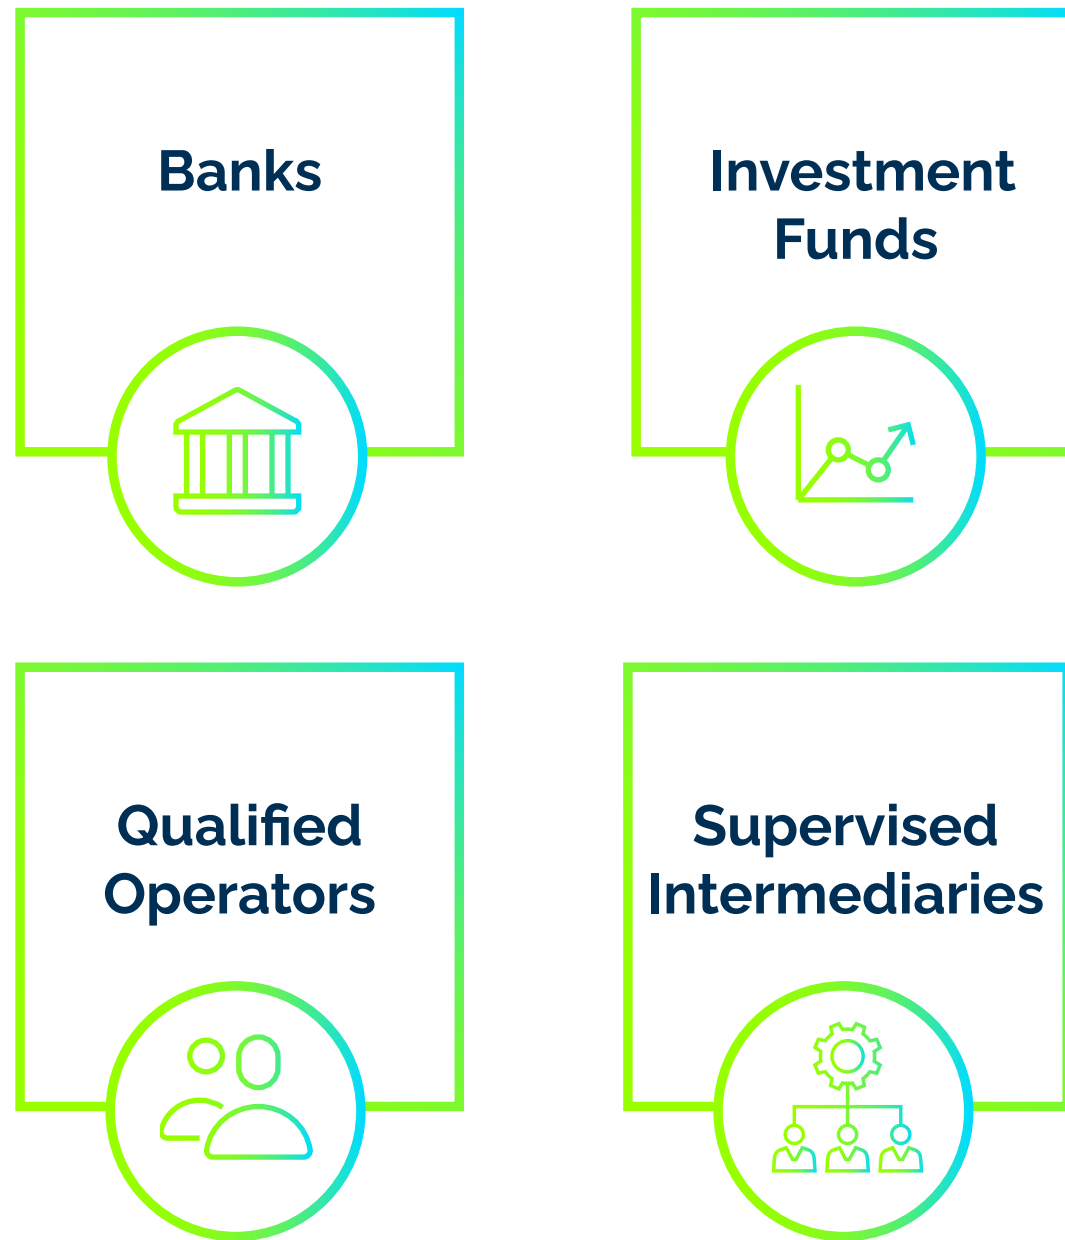 Banks
Investment
Funds
Qualified
Operators
Supervised
Intermediaries